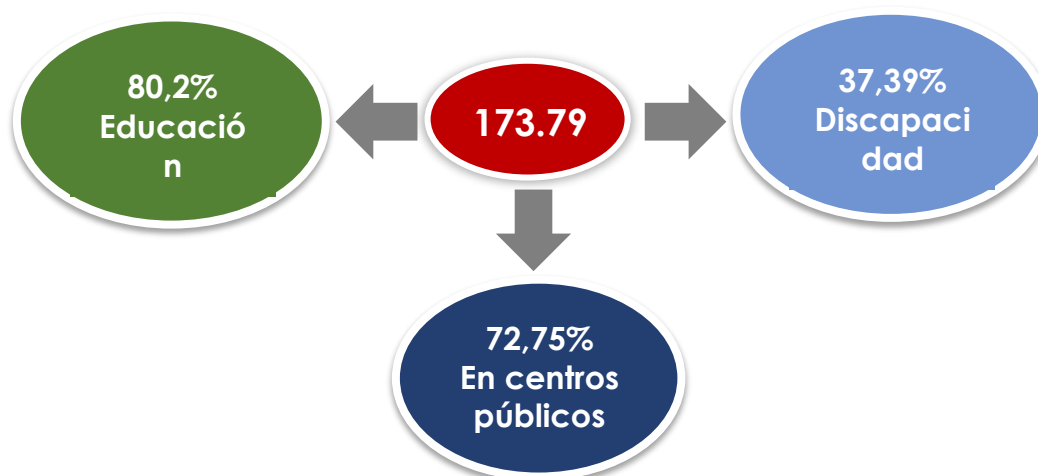 80,2%
Educació
n
173.79
37,39%
Discapaci
dad
72,75%
En centros
públicos